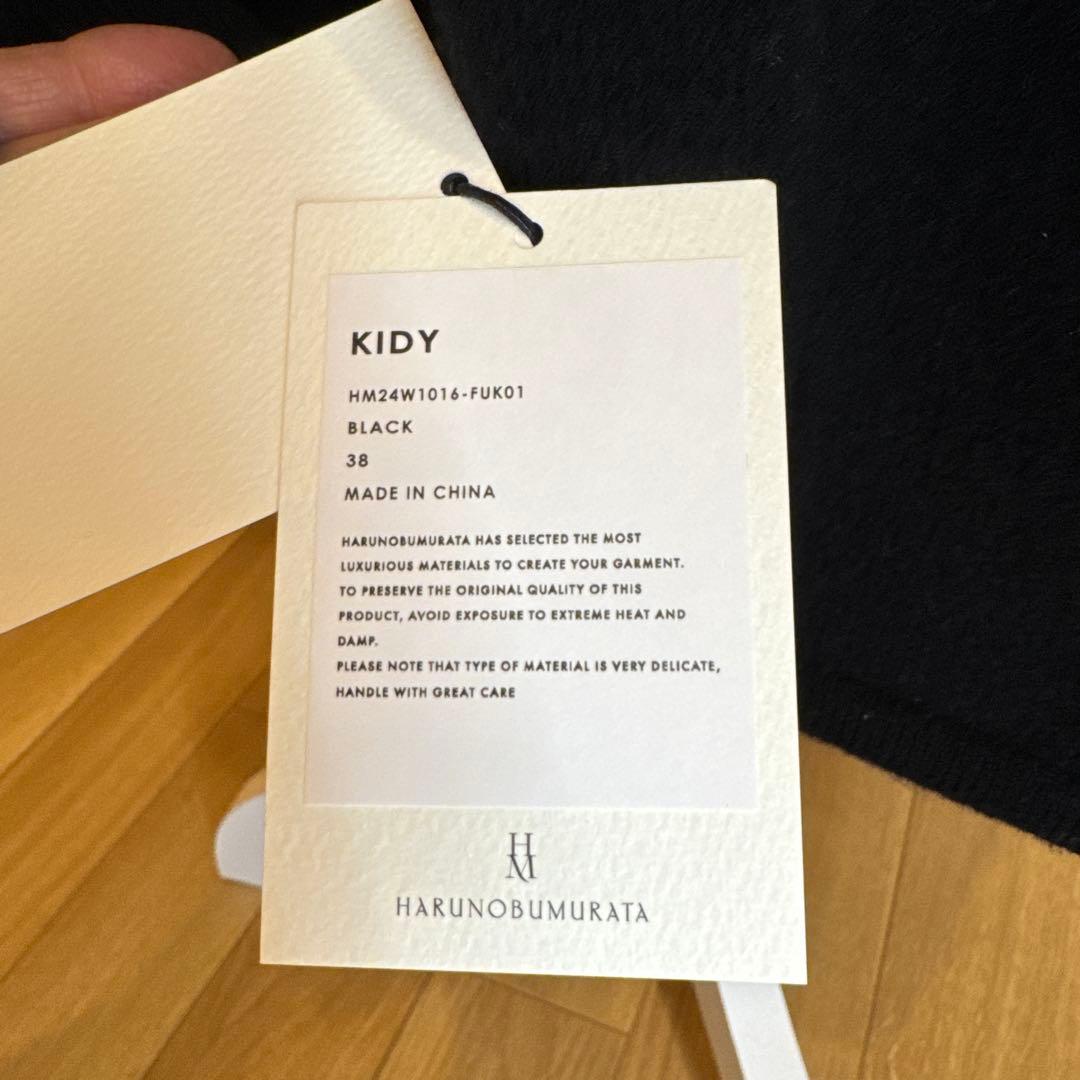 KIDY
HM24W1016-FUK01
BLACK
38
MADE IN CHINA
HARUNOBUMURATA HAS SELECTED THE MOST
LUXURIOUS MATERIALS TO CREATE YOUR GARMENT.
TO PRESERVE THE ORIGINAL QUALITY OF THIS
PRODUCT, AVOID EXPOSURE TO EXTREME HEAT AND
DAMP.
PLEASE NOTE THAT TYPE OF MATERIAL IS VERY DELICATE,
HANDLE WITH GREAT CARE
HM
HARUNOBUMURATA